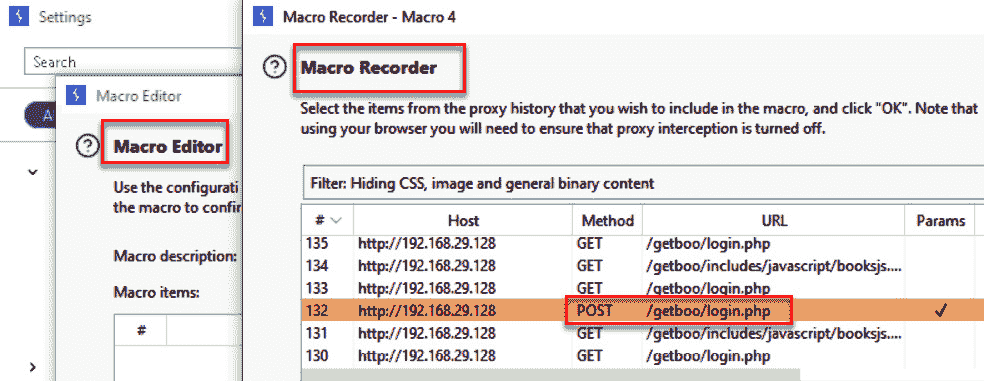 Settings
Search
A
Macro Editor
Macro Editor
Use the configurati
the macro to confir
Macro description:
Macro items:
#
Macro Recorder - Macro 4
Macro Recorder
Select the items from the proxy history that you wish to include in the macro, and click "OK". Note that
using your browser you will need to ensure that proxy interception is turned off.
Filter: Hiding CSS, image and general binary content
# Host Method URL Params
135 http://192.168.29.128 GET /getboo/login.php
134 http://192.168.29.128 GET /getboo/includes/javascript/booksjs....
133 http://192.168.29.128 GET /getboo/login.php
132 http://192.168.29.128 POST /getboo/login.php ✓
131 http://192.168.29.128 GET /getboo/includes/javascript/booksjs....
130 http://192.168.29.128 GET /getboo/login.php